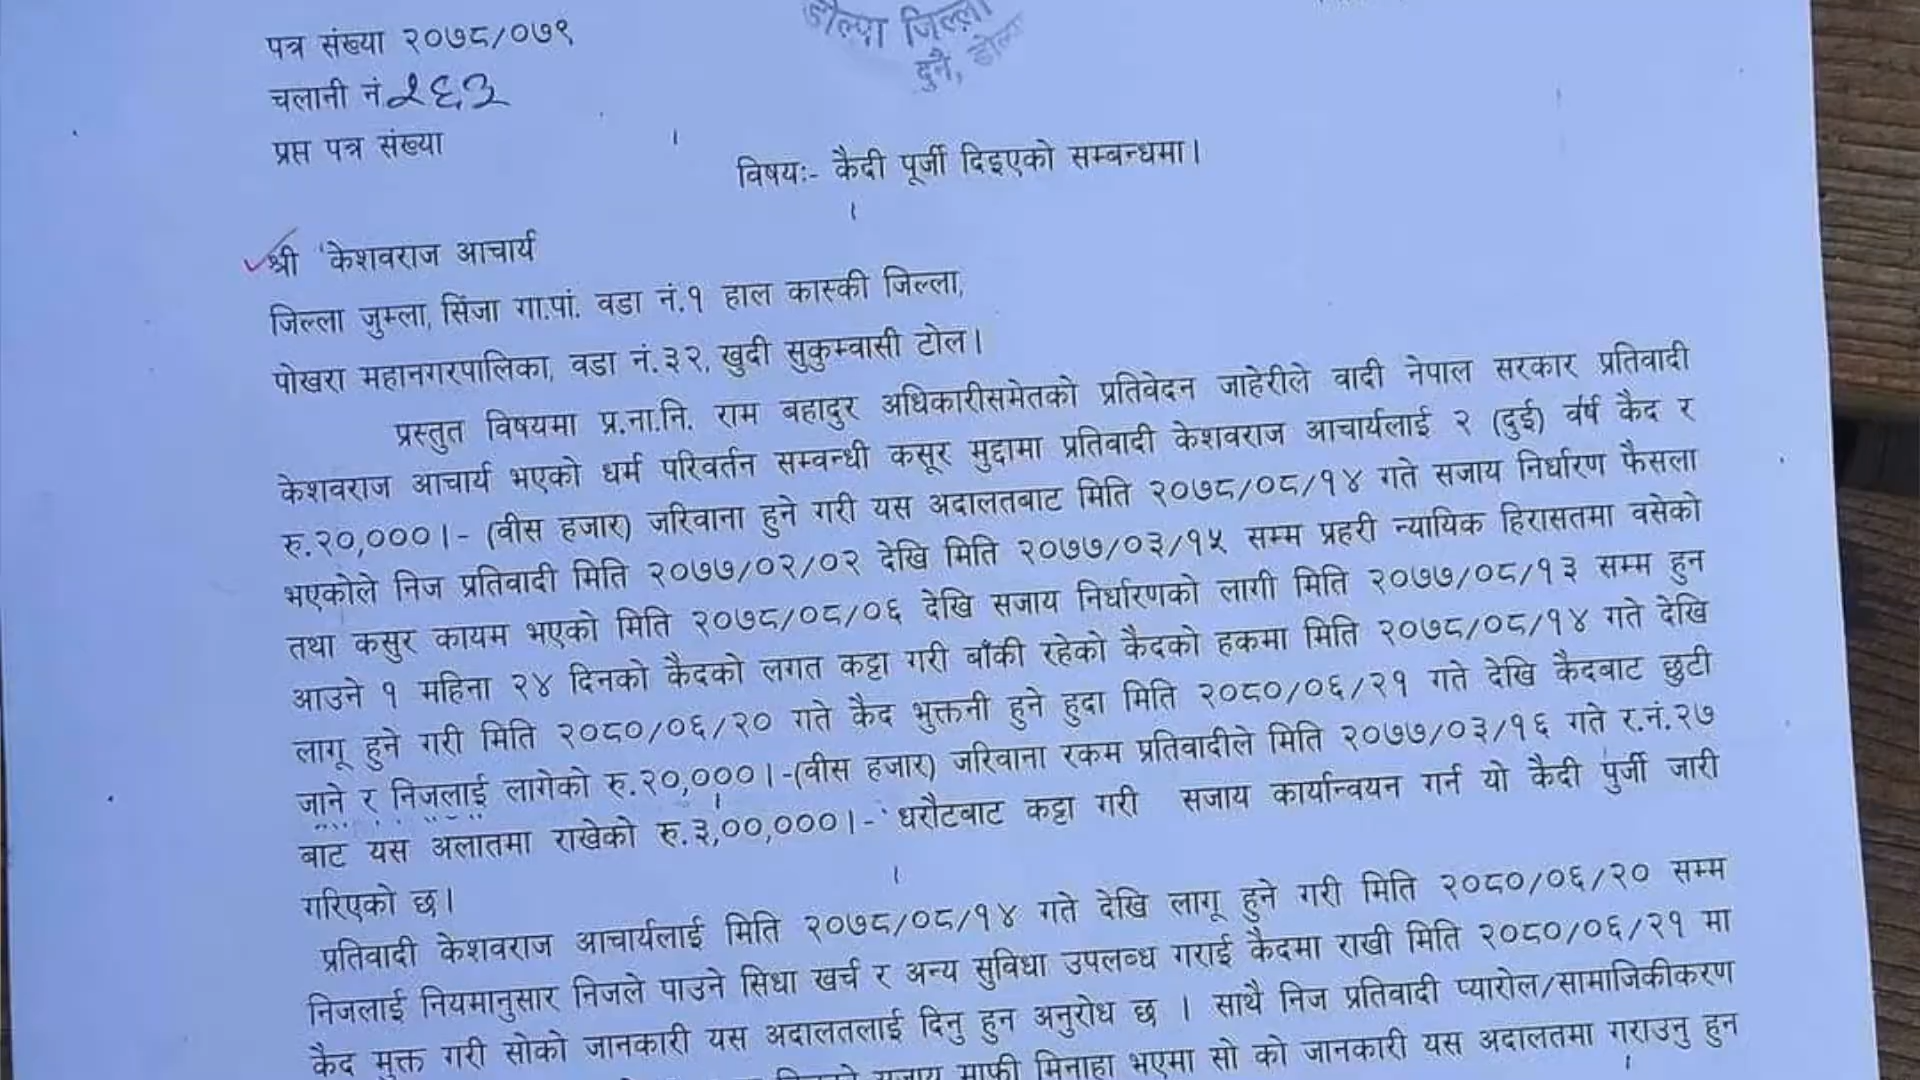 पत्र संख्या २०७८/०७९
डोल्पा जिल्ला
चलानी नं २६३
दुनै, डोल्पा
प्रप्त पत्र संख्या
विषयः- कैदी पूर्जी दिइएको सम्बन्धमा।
श्री केशवराज आचार्य
जिल्ला जुम्ला, सिंजा गा.पां. वडा नं.१ हाल कास्की जिल्ला,
पोखरा महानगरपालिका, वडा नं.३२, खुदी सुकुम्वासी टोल।
प्रस्तुत विषयमा प्र.ना.नि. राम बहादुर अधिकारीसमेतको प्रतिवेदन जाहेरीले वादी नेपाल सरकार प्रतिवादी
केशवराज आचार्य भएको धर्म परिवर्तन सम्बन्धी कसूर मुद्दामा प्रतिवादी केशवराज आचार्यलाई २ (दुई) वर्ष कैद र
रु.२०,०००।- (वीस हजार) जरिवाना हुने गरी यस अदालतबाट मिति २०७८/०८/१४ गते सजाय निर्धारण फैसला
भएकोले निज प्रतिवादी मिति २०७७/०२/०२ देखि मिति २०७७/०३/१५ सम्म प्रहरी न्यायिक हिरासतमा वसेको
तथा कसुर कायम भएको मिति २०७८/०८/०६ देखि सजाय निर्धारणको लागी मिति २०७७/०८/१३ सम्म हुन
आउने १ महिना २४ दिनको कैदको लगत कट्टा गरी बाँकी रहेको कैदको हकमा मिति २०७८/०८/१४ गते देखि
लागू हुने गरी मिति २०८०/०६/२० गते कैद भुक्तनी हुने हुदा मिति २०८०/०६/२१ गते देखि कैदबाट छुटी
जाने र निजलाई लागेको रु.२०,०००।-(वीस हजार) जरिवाना रकम प्रतिवादीले मिति २०७७/०३/१६ गते र.नं.२७
बाट यस अलातमा राखेको रु.३,००,०००।- धरौटबाट कट्टा गरी सजाय कार्यान्वयन गर्न यो कैदी पुर्जी जारी
गरिएको छ।
प्रतिवादी केशवराज आचार्यलाई मिति २०७८/०८/१४ गते देखि लागू हुने गरी मिति २०८०/०६/२० सम्म
निजलाई नियमानुसार निजले पाउने सिधा खर्च र अन्य सुविधा उपलब्ध गराई कैदमा राखी मिति २०८०/०६/२१ मा
कैद मुक्त गरी सोको जानकारी यस अदालतलाई दिनु हुन अनुरोध छ । साथै निज प्रतिवादी प्यारोल/सामाजिकीकरण
सजाय माफी मिनाहा भएमा सो को जानकारी यस अदालतमा गराउनु हुन